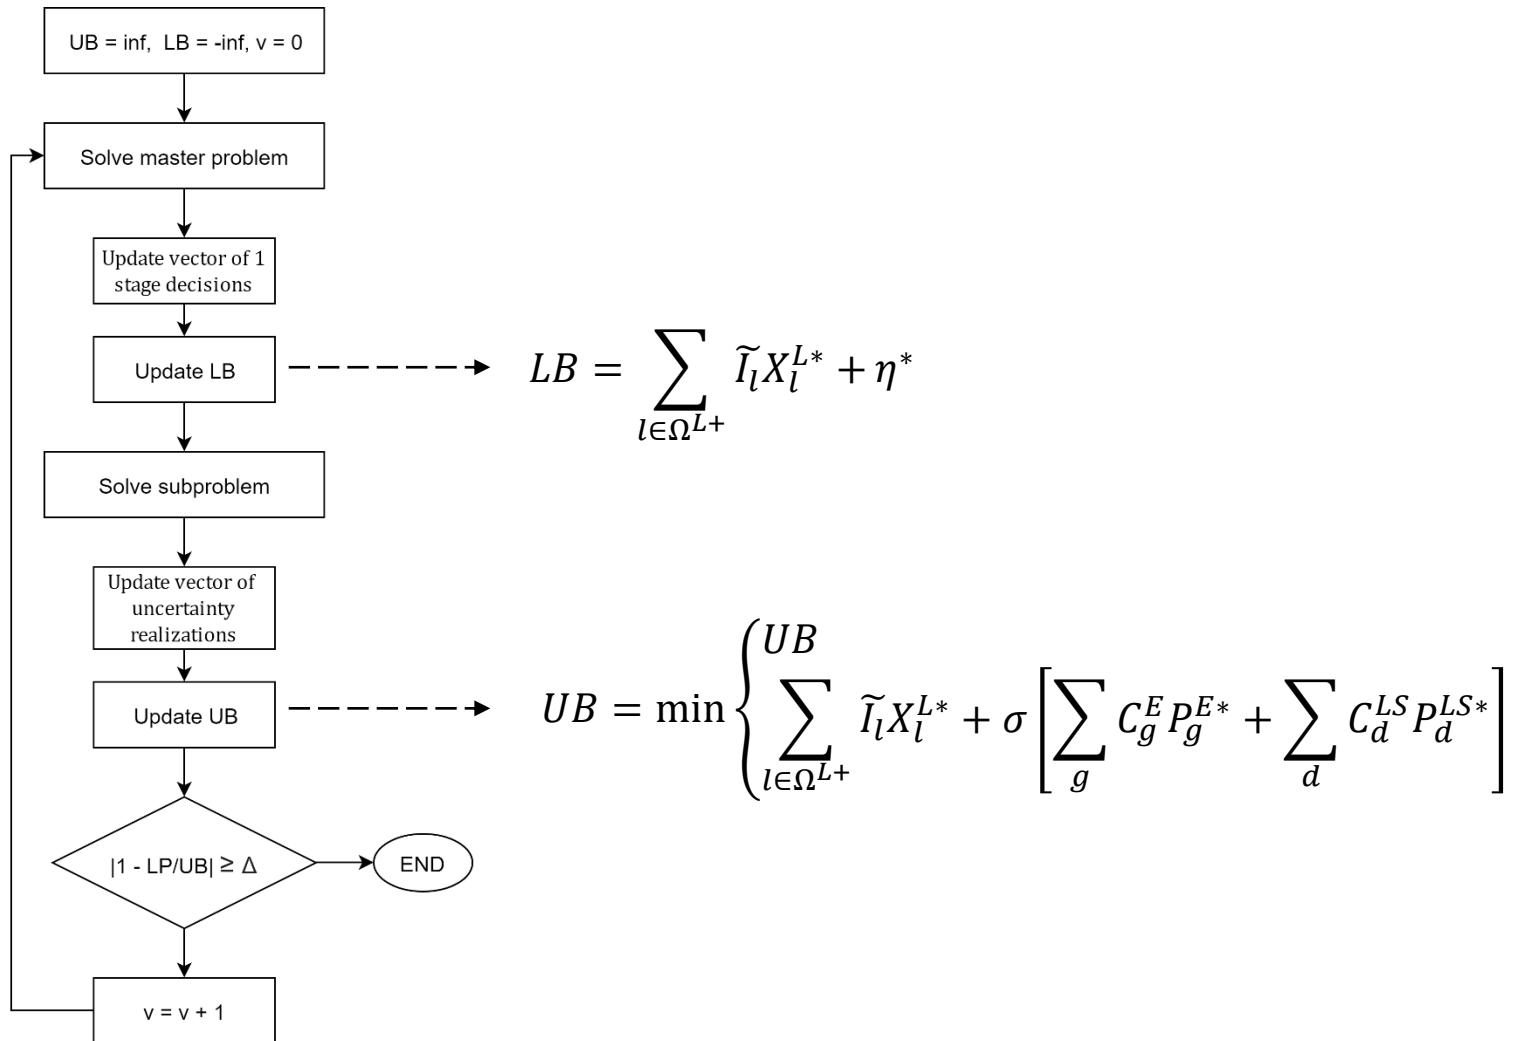 UB = inf, LB = -inf, v = 0
Solve master problem
Update vector of 1
stage decisions
Update LB
LB = ∑_{l∈Ω^{L+}} Ĩ_l X_l^{L*} + η*
Solve subproblem
Update vector of
uncertainty
realizations
Update UB
UB = min { UB
∑_{l∈Ω^{L+}} Ĩ_l X_l^{L*} + σ [ ∑_g C_g^E P_g^{E*} + ∑_d C_d^{LS} P_d^{LS*} ]
|1 - LP/UB| ≥ Δ
END
v = v + 1